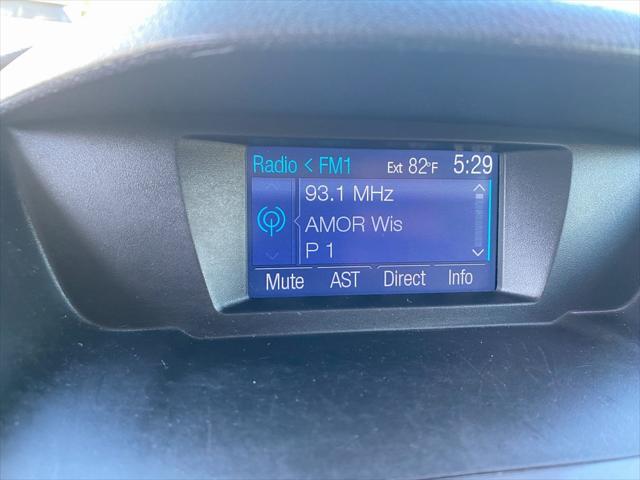 Radio < FM1 Ext 82°F 5:29
93.1 MHz
AMOR Wis
P 1
Mute AST Direct Info